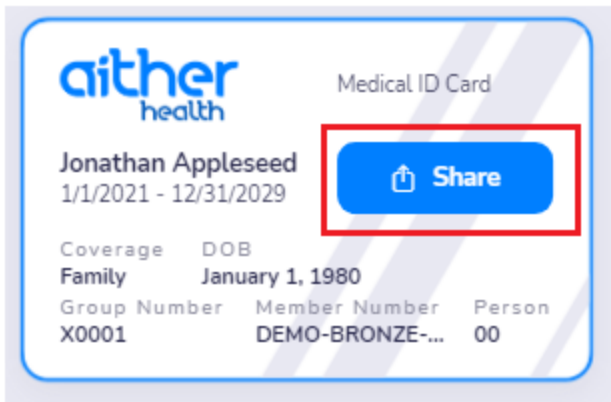 aither
health
Medical ID Card
Jonathan Appleseed
1/1/2021 - 12/31/2029
Share
Coverage DOB
Family January 1, 1980
Group Number Member Number Person
X0001 DEMO-BRONZE-... 00